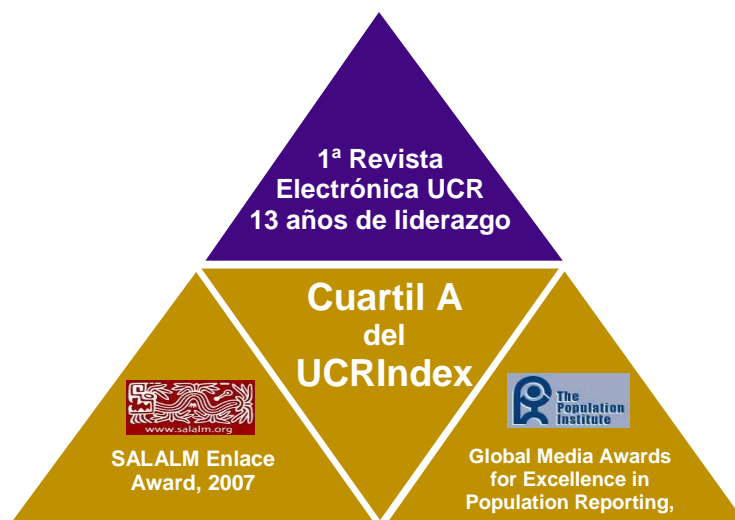 1ª Revista
Electrónica UCR
13 años de liderazgo
Cuartil A
del
UCRIndex
www.salalm.org
SALALM Enlace
Award, 2007
The
Population
Institute
Global Media Awards
for Excellence in
Population Reporting,